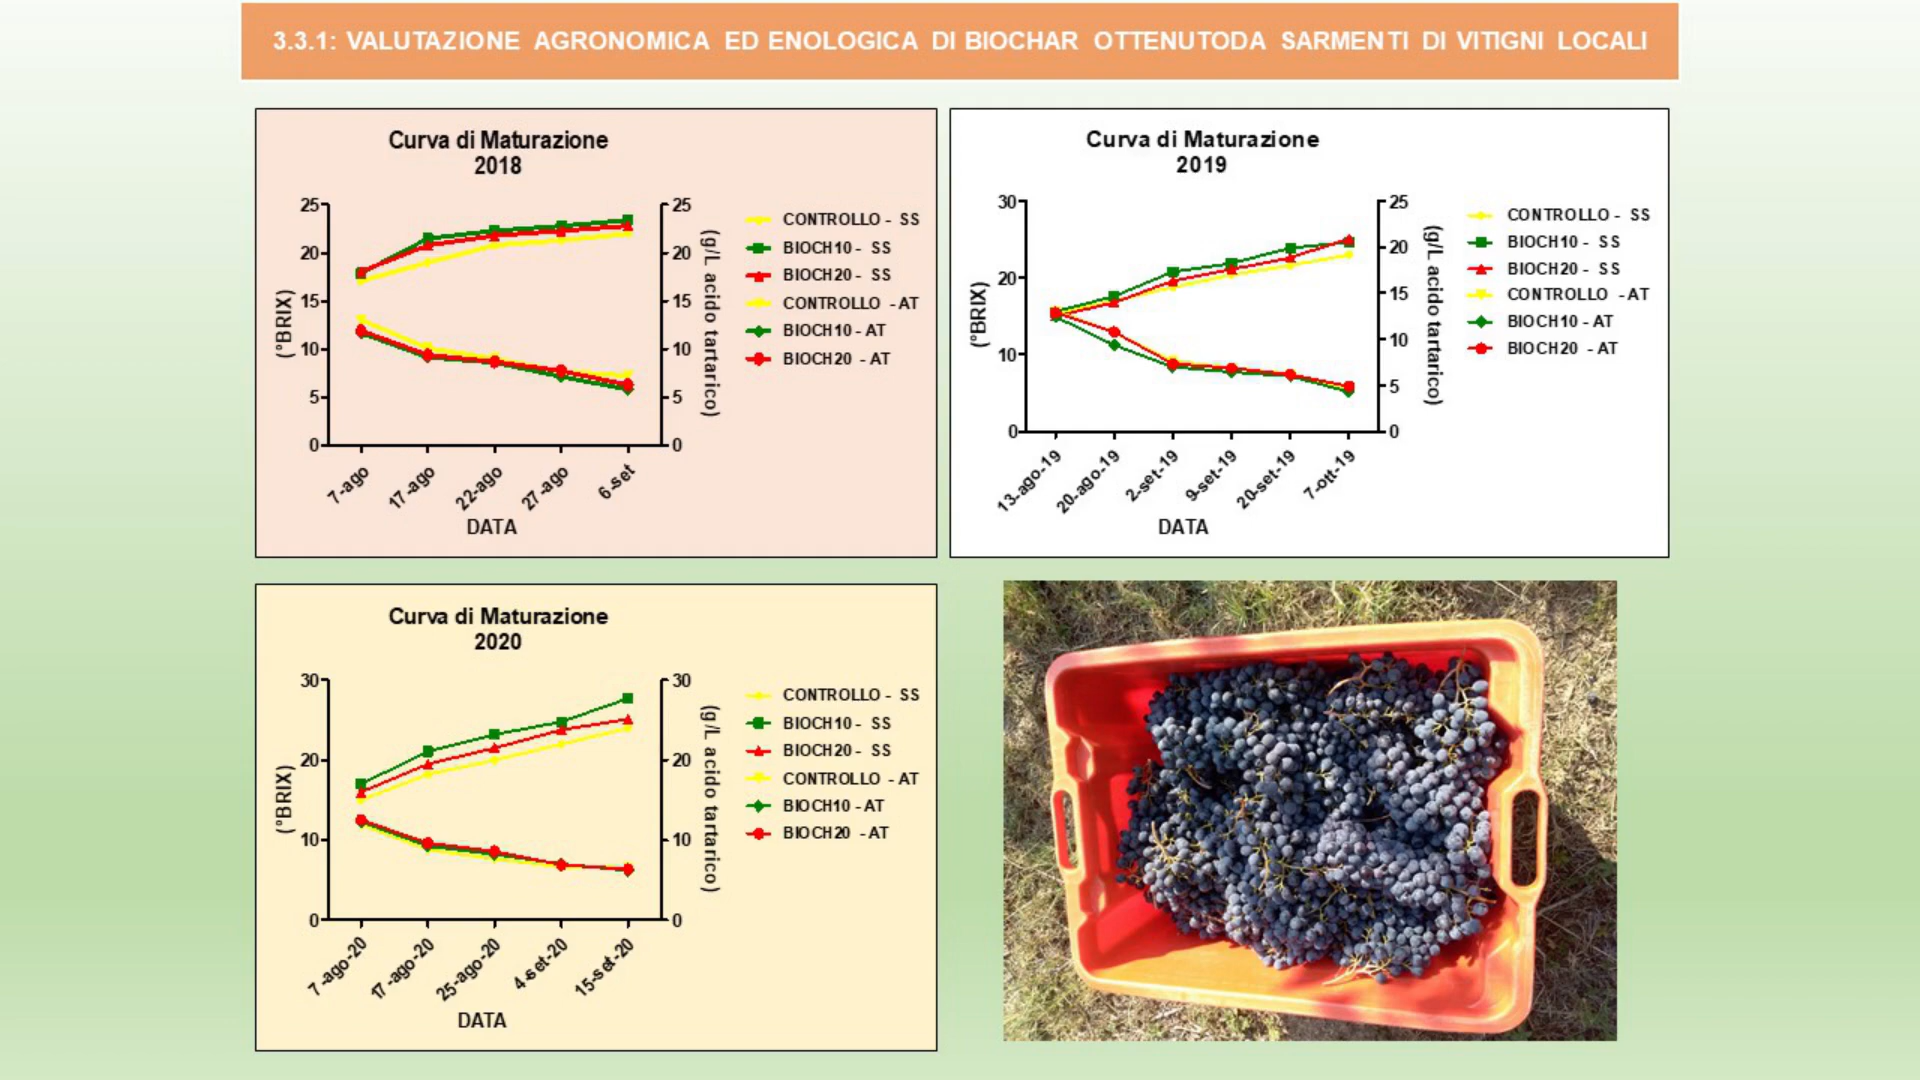 3.3.1: VALUTAZIONE AGRONOMICA ED ENOLOGICA DI BIOCHAR OTTENUTODA SARMENTI DI VITIGNI LOCALI
Curva di Maturazione
2018
25
20
15
10
5
0
(°BRIX)
25
20
15
10
5
0
(g/L acido tartarico)
7-ago
17-ago
22-ago
27-ago
6-set
DATA
CONTROLLO - SS
BIOCH10 - SS
BIOCH20 - SS
CONTROLLO - AT
BIOCH10 - AT
BIOCH20 - AT
Curva di Maturazione
2019
30
20
10
0
(°BRIX)
25
20
15
10
5
0
(g/L acido tartarico)
13-ago-19
20-ago-19
2-set-19
9-set-19
20-set-19
7-ott-19
DATA
CONTROLLO - SS
BIOCH10 - SS
BIOCH20 - SS
CONTROLLO - AT
BIOCH10 - AT
BIOCH20 - AT
Curva di Maturazione
2020
30
20
10
0
(°BRIX)
30
20
10
0
(g/L acido tartarico)
7-ago-20
17-ago-20
25-ago-20
4-set-20
15-set-20
DATA
CONTROLLO - SS
BIOCH10 - SS
BIOCH20 - SS
CONTROLLO - AT
BIOCH10 - AT
BIOCH20 - AT